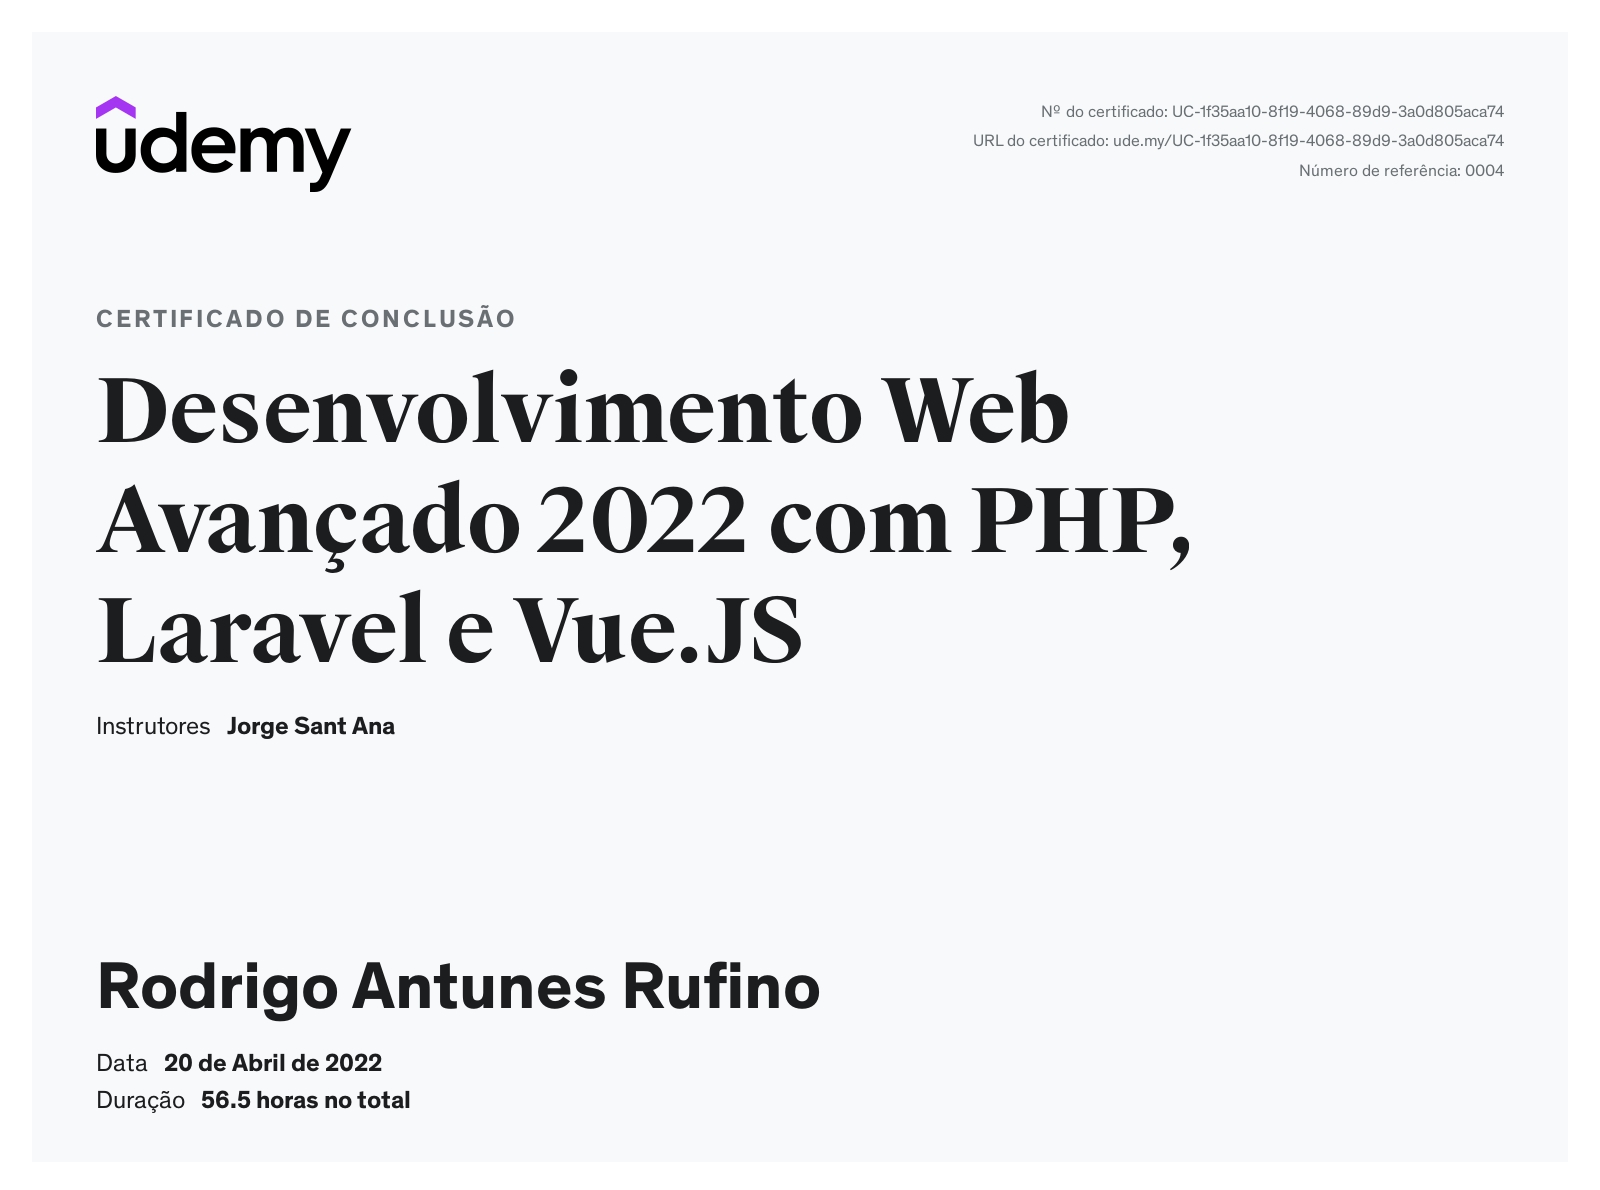 udemy
Nº do certificado: UC-1f35aa10-8f19-4068-89d9-3a0d805aca74
URL do certificado: ude.my/UC-1f35aa10-8f19-4068-89d9-3a0d805aca74
Número de referência: 0004
CERTIFICADO DE CONCLUSÃO
Desenvolvimento Web
Avançado 2022 com PHP,
Laravel e Vue.JS
Instrutores Jorge Sant Ana
Rodrigo Antunes Rufino
Data 20 de Abril de 2022
Duração 56.5 horas no total